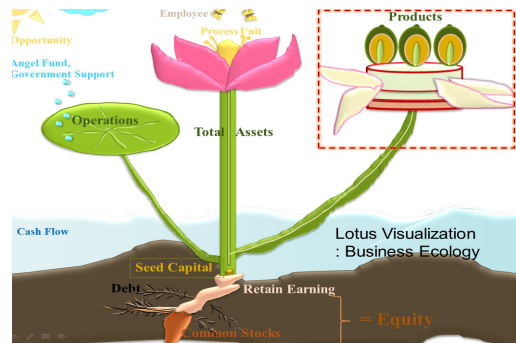 Employee
Opportunity
Process Unit
Products
Angel Fund,
Government Support
Operations
Total Assets
Cash Flow
Lotus Visualization
: Business Ecology
Seed Capital
Debt
Retain Earning
= Equity
Common Stocks